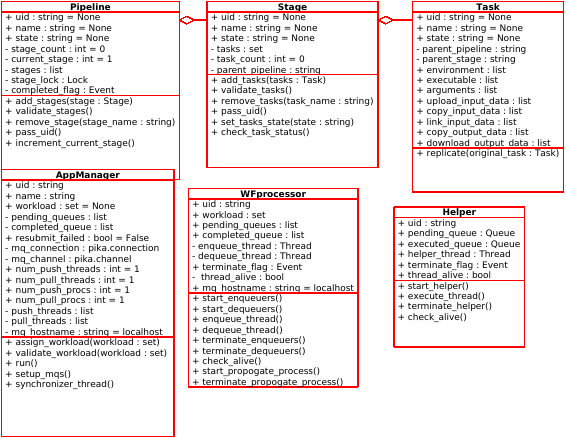 Pipeline
+ uid : string = None
+ name : string = None
+ state : string = None
- stage_count : int = 0
- current_stage : int = 1
- stages : list
- stage_lock : Lock
- completed_flag : Event
+ add_stages(stage : Stage)
+ validate_stages()
+ remove_stage(stage_name : string)
+ pass_uid()
+ increment_current_stage()
Stage
+ uid : string = None
+ name : string = None
+ state : string = None
- tasks : set
- task_count : int = 0
- parent_pipeline : string
+ add_tasks(tasks : Task)
+ validate_tasks()
+ remove_tasks(task_name : string)
+ pass_uid()
+ set_tasks_state(state : string)
+ check_task_status()
Task
+ uid : string = None
+ name : string = None
+ state : string = None
- parent_pipeline : string
- parent_stage : string
+ environment : list
+ executable : list
+ arguments : list
+ upload_input_data : list
+ copy_input_data : list
+ link_input_data : list
+ copy_output_data : list
+ download_output_data : list
+ replicate(original_task : Task)
AppManager
+ uid : string
+ name : string
+ workload : set = None
- pending_queues : list
- completed_queue : list
+ resubmit_failed : bool = False
- mq_connection : pika.connection
- mq_channel : pika.channel
+ num_push_threads : int = 1
+ num_pull_threads : int = 1
+ num_push_procs : int = 1
+ num_pull_procs : int = 1
- push_threads : list
- pull_threads : list
- mq_hostname : string = localhost
+ assign_workload(workload : set)
+ validate_workload(workload : set)
+ run()
+ setup_mqs()
+ synchronizer_thread()
WFprocessor
+ uid : string
+ workload : set
+ pending_queues : list
+ completed_queue : list
- enqueue_thread : Thread
- dequeue_thread : Thread
+ terminate_flag : Event
- thread_alive : bool
+ mq_hostname : string = localhost
+ start_enqueuers()
+ start_dequeuers()
+ enqueue_thread()
+ dequeue_thread()
+ terminate_enqueuers()
+ terminate_dequeuers()
+ check_alive()
+ start_propogate_process()
+ terminate_propogate_process()
Helper
+ uid : string
+ pending_queue : Queue
+ executed_queue : Queue
+ helper_thread : Thread
+ terminate_flag : Event
+ thread_alive : bool
+ start_helper()
+ execute_thread()
+ terminate_helper()
+ check_alive()